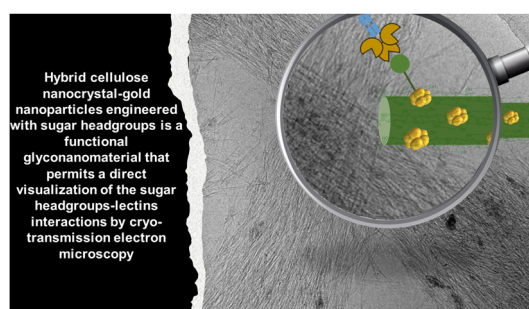 Hybrid cellulose
nanocrystal-gold
nanoparticles engineered
with sugar headgroups is a
functional
glyconanomaterial that
permits a direct
visualization of the sugar
headgroups-lectins
interactions by cryo-
transmission electron
microscopy